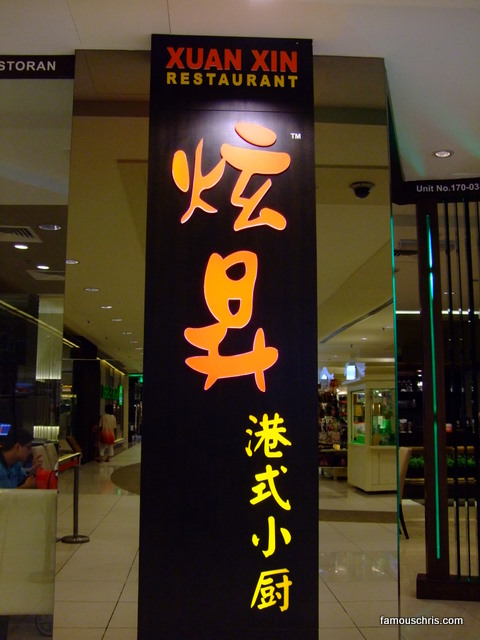 STORAN
XUAN XIN
RESTAURANT
炫昇
TM
港式小厨
Unit No.170-03
famouschris.com